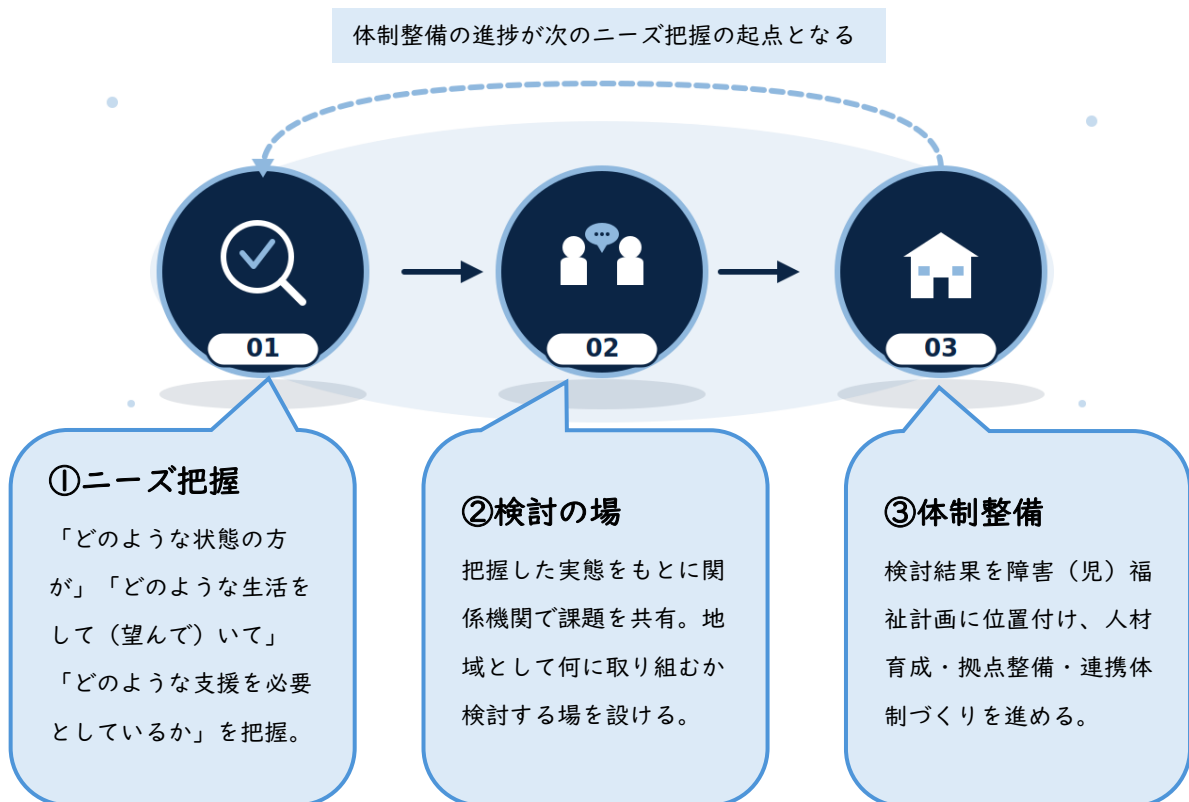 体制整備の進捗が次のニーズ把握の起点となる
01
02
03
①ニーズ把握
「どのような状態の方
が」「どのような生活を
して（望んで）いて」
「どのような支援を必要
としているか」を把握。
②検討の場
把握した実態をもとに関
係機関で課題を共有。地
域として何に取り組むか
検討する場を設ける。
③体制整備
検討結果を障害（児）福
祉計画に位置付け、人材
育成・拠点整備・連携体
制づくりを進める。